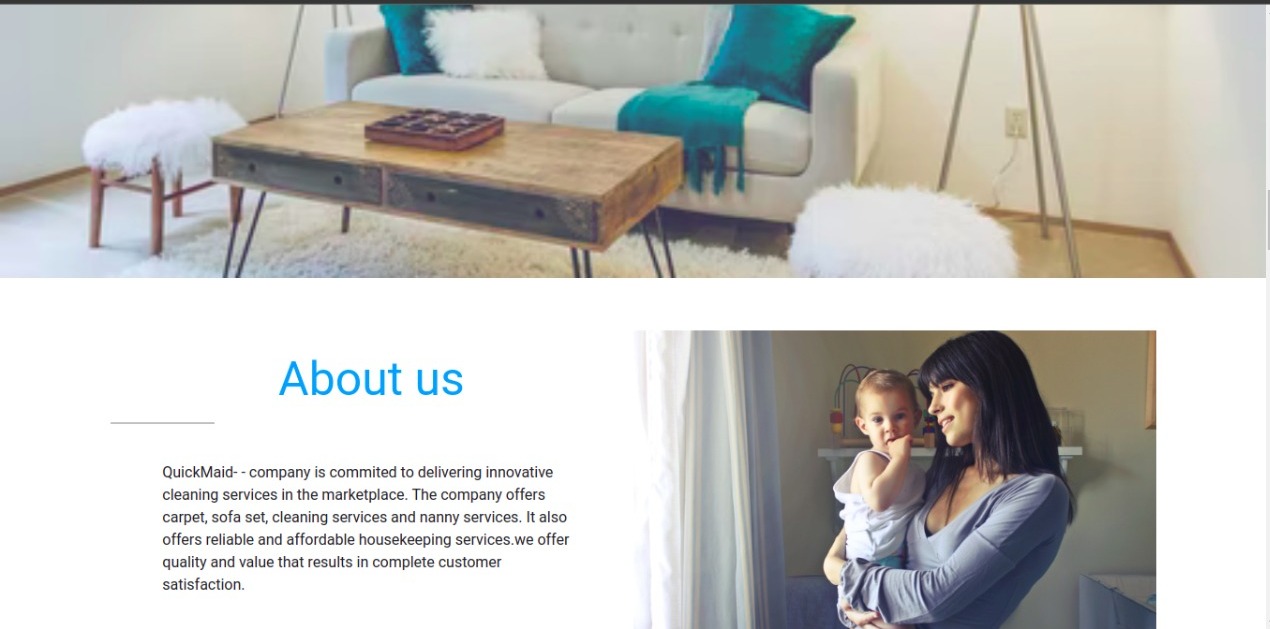 About us
QuickMaid- - company is commited to delivering innovative
cleaning services in the marketplace. The company offers
carpet, sofa set, cleaning services and nanny services. It also
offers reliable and affordable housekeeping services.we offer
quality and value that results in complete customer
satisfaction.